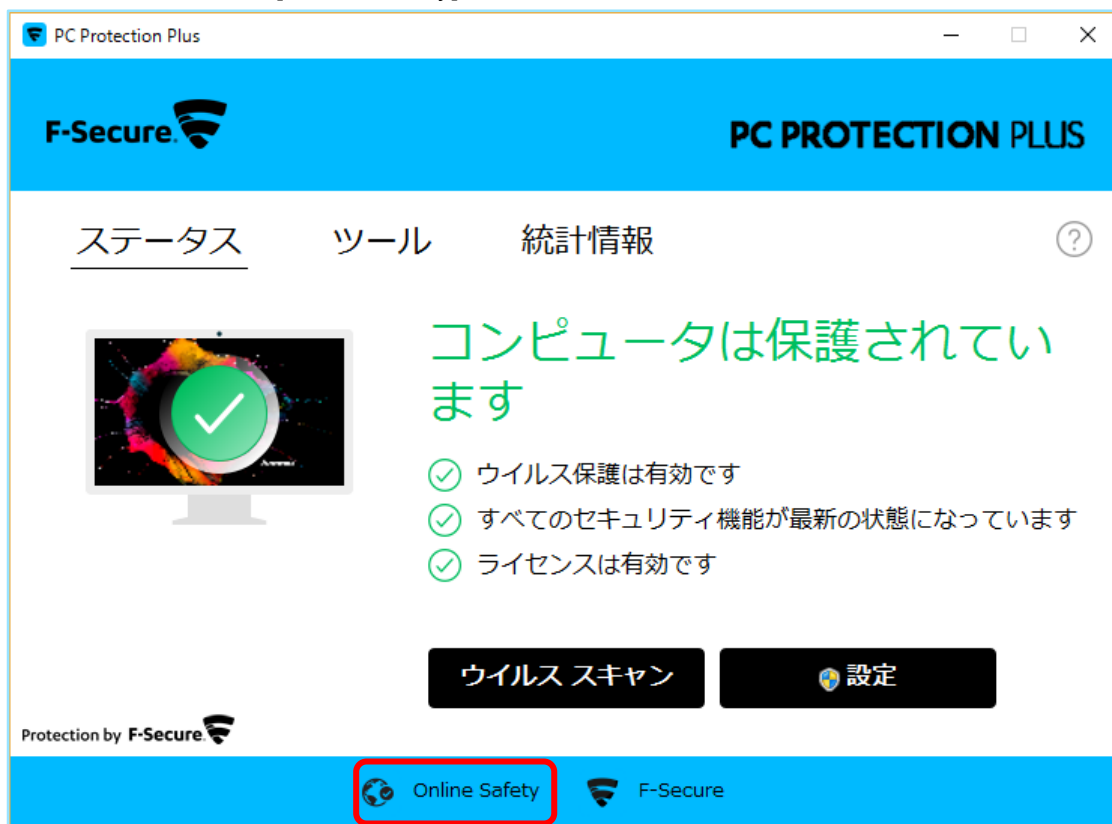 PC Protection Plus
F-Secure.
PC PROTECTION PLUS
ステータス ツール 統計情報
?
コンピュータは保護されてい
ます
ウイルス保護は有効です
すべてのセキュリティ機能が最新の状態になっています
ライセンスは有効です
ウイルス スキャン 設定
Protection by F-Secure.
Online Safety F-Secure